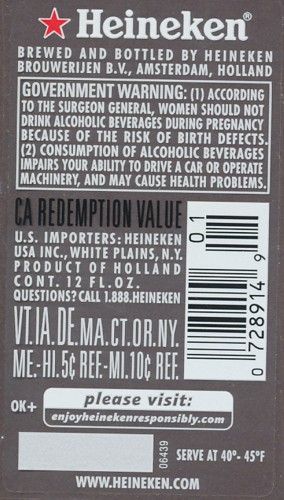 Heineken®
BREWED AND BOTTLED BY HEINEKEN
BROUWERIJEN B.V., AMSTERDAM, HOLLAND
GOVERNMENT WARNING: (1) ACCORDING
TO THE SURGEON GENERAL, WOMEN SHOULD NOT
DRINK ALCOHOLIC BEVERAGES DURING PREGNANCY
BECAUSE OF THE RISK OF BIRTH DEFECTS.
(2) CONSUMPTION OF ALCOHOLIC BEVERAGES
IMPAIRS YOUR ABILITY TO DRIVE A CAR OR OPERATE
MACHINERY, AND MAY CAUSE HEALTH PROBLEMS.
CA REDEMPTION VALUE
U.S. IMPORTERS: HEINEKEN
USA INC., WHITE PLAINS, N.Y.
PRODUCT OF HOLLAND
CONT. 12 FL.OZ.
QUESTIONS? CALL 1.888.HEINEKEN
VT.IA.DE.MA.CT.OR.NY.
ME.-HI.5¢ REF-MI.10¢ REF.
01
0 728914 9
OK+
please visit:
enjoyheinekenresponsibly.com
06439
SERVE AT 40°- 45°F
WWW.HEINEKEN.COM